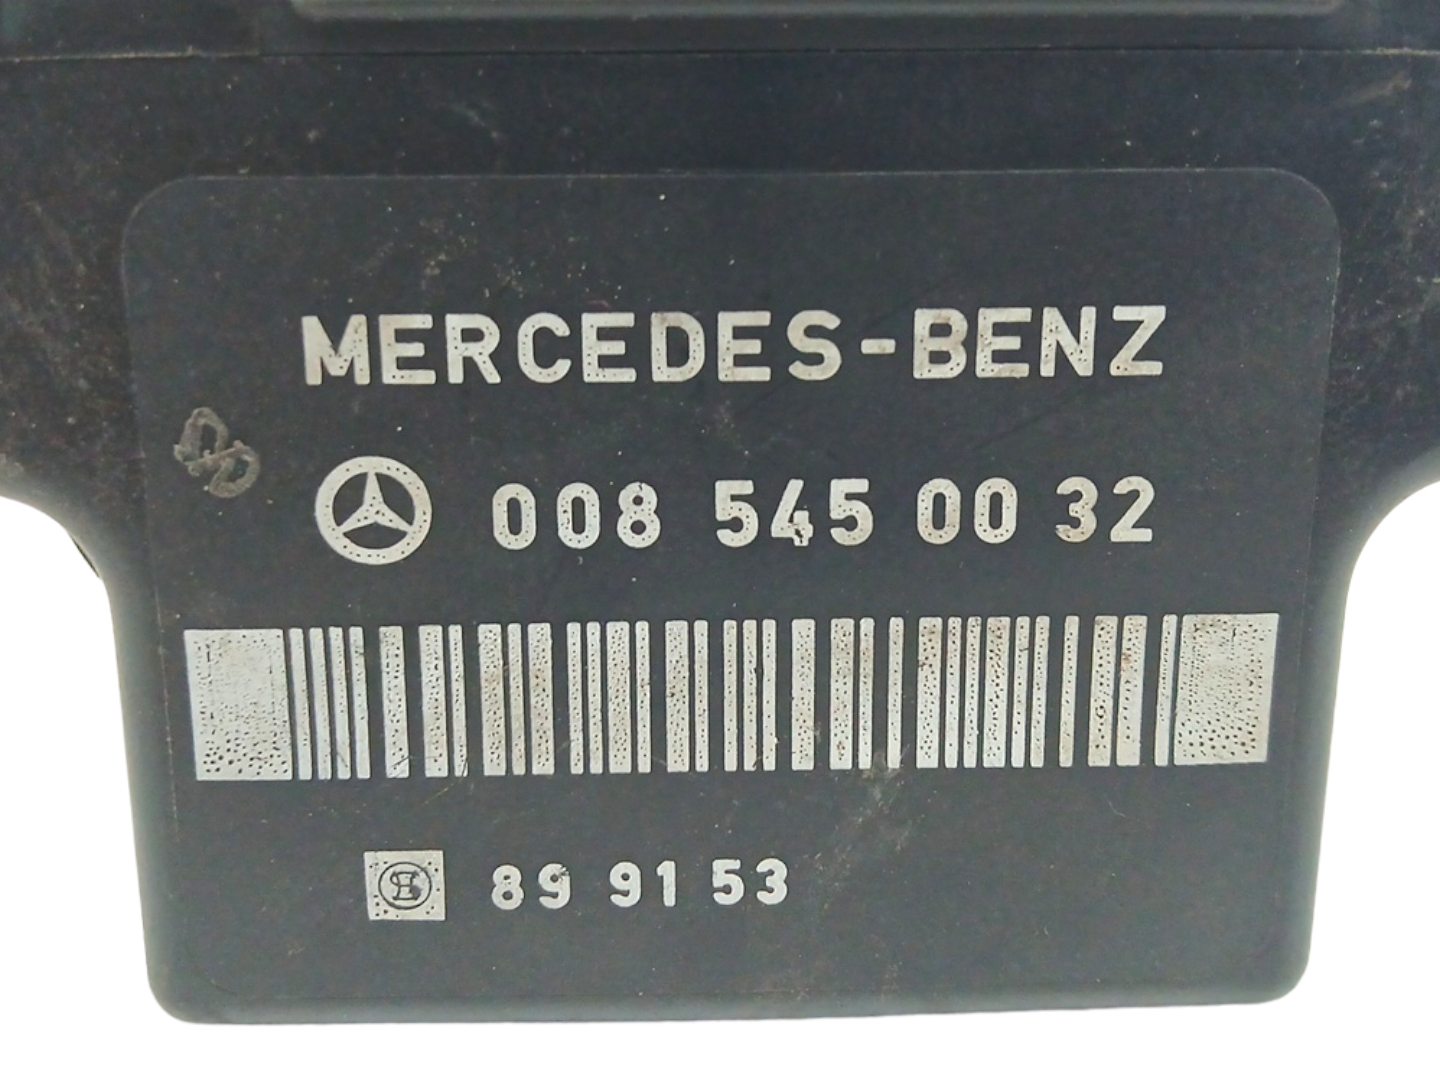 MERCEDES-BENZ
008 545 00 32
89 91 53